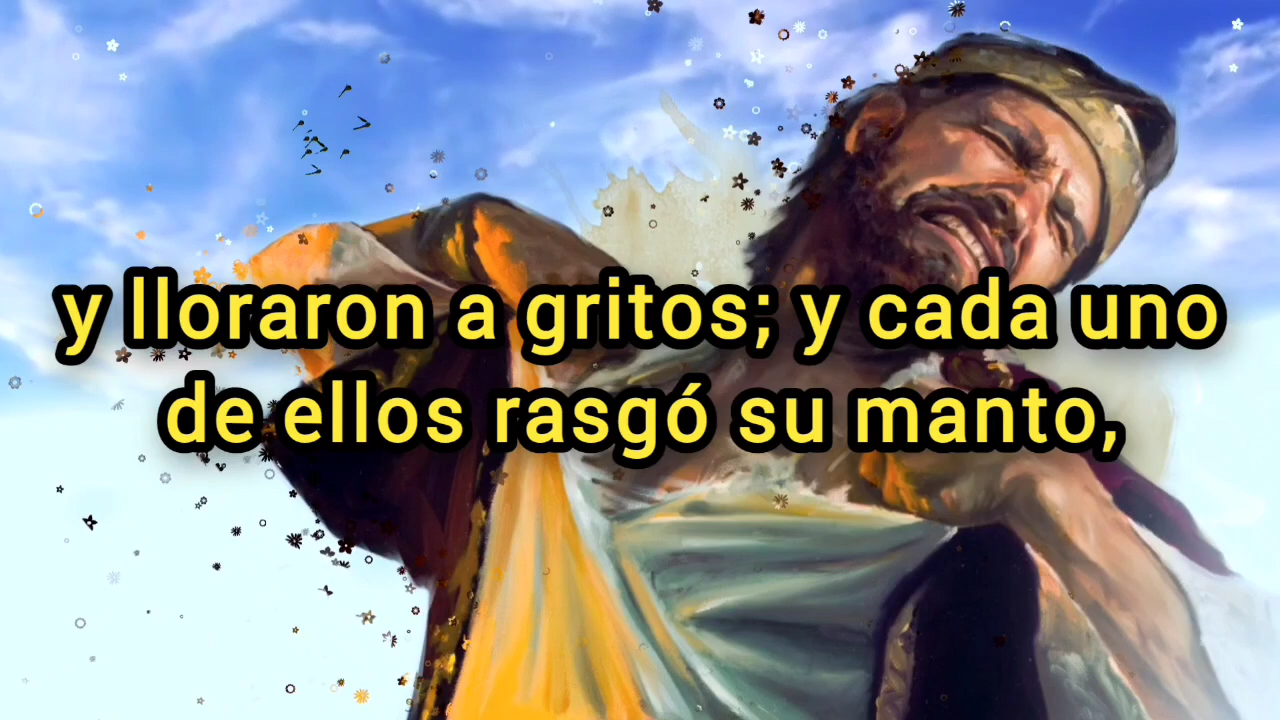 y lloraron a gritos; y cada uno
de ellos rasgó su manto,